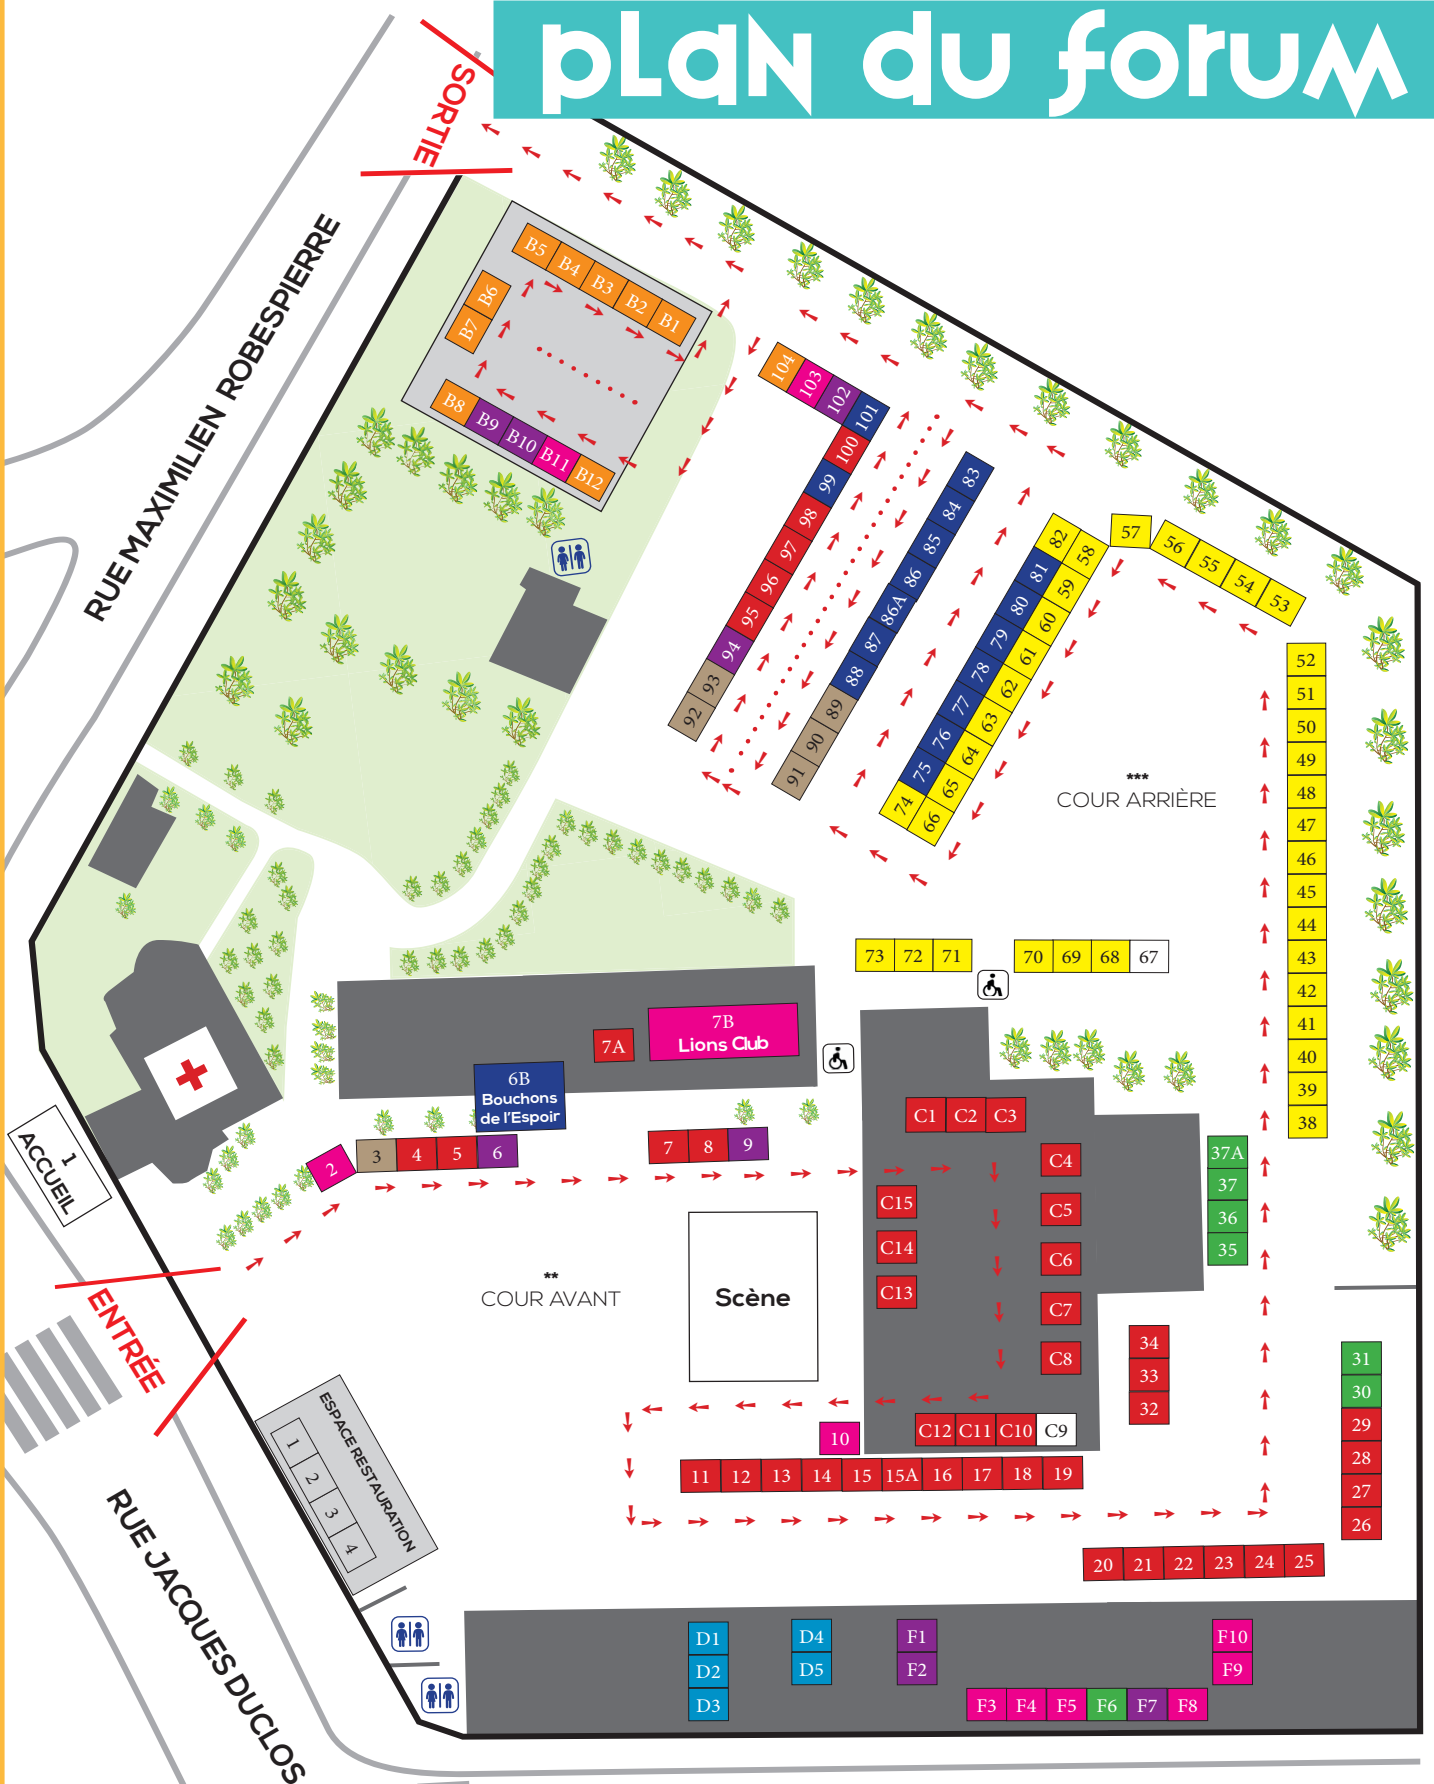 plaN du forum
SORTIE
RUE MAXIMILIEN ROBESPIERRE
B5
B4
B3
B2
B1
B6
B7
B8
B9
B10
B11
B12
104
103
102
101
100
99
98
97
96
95
94
93
92
83
84
85
86
86A
87
88
89
90
91
82
81
80
79
78
77
76
75
74
58
59
60
61
62
63
64
65
66
57
56
55
54
53
52
51
50
49
48
47
46
45
44
43
42
41
40
39
38
***
COUR ARRIÈRE
73
72
71
70
69
68
67
7A
7B
Lions Club
6B
Bouchons
de l'Espoir
1
ACCUEIL
2
3
4
5
6
7
8
9
C1
C2
C3
C4
C5
C6
C7
C8
C15
C14
C13
C12
C11
C10
C9
37A
37
36
35
**
COUR AVANT
Scène
ENTRÉE
34
33
32
31
30
29
28
27
26
10
11
12
13
14
15
15A
16
17
18
19
20
21
22
23
24
25
ESPACE RESTAURATION
1
2
3
4
RUE JACQUES DUCLOS
D1
D2
D3
D4
D5
F1
F2
F10
F9
F3
F4
F5
F6
F7
F8